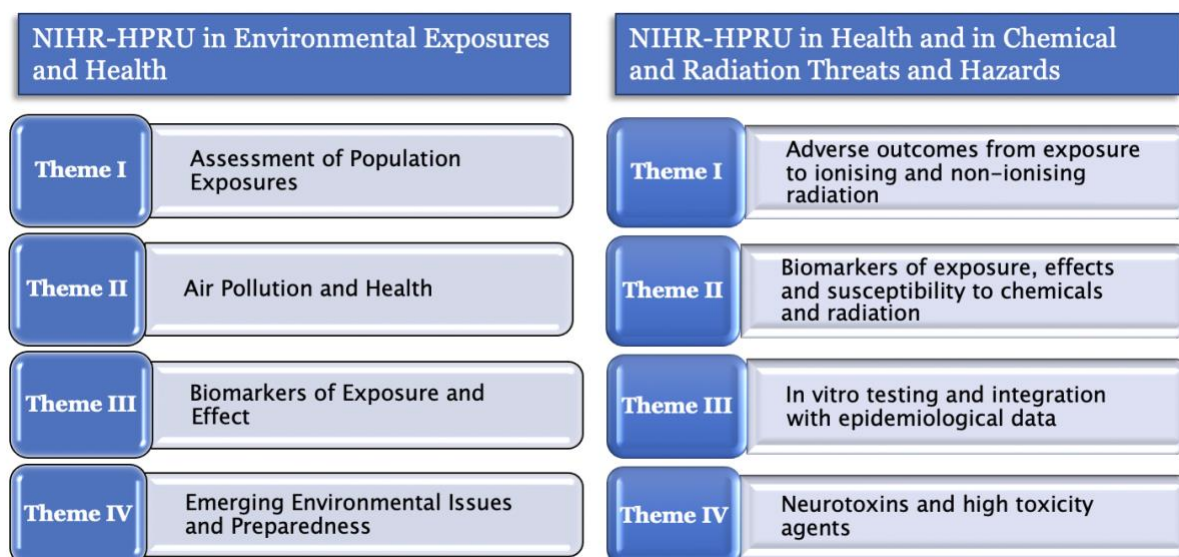 NIHR-HPRU in Environmental Exposures
and Health
Theme I
Assessment of Population
Exposures
Theme II
Air Pollution and Health
Theme III
Biomarkers of Exposure and
Effect
Theme IV
Emerging Environmental Issues
and Preparedness
NIHR-HPRU in Health and in Chemical
and Radiation Threats and Hazards
Theme I
Adverse outcomes from exposure
to ionising and non-ionising
radiation
Theme II
Biomarkers of exposure, effects
and susceptibility to chemicals
and radiation
Theme III
In vitro testing and integration
with epidemiological data
Theme IV
Neurotoxins and high toxicity
agents